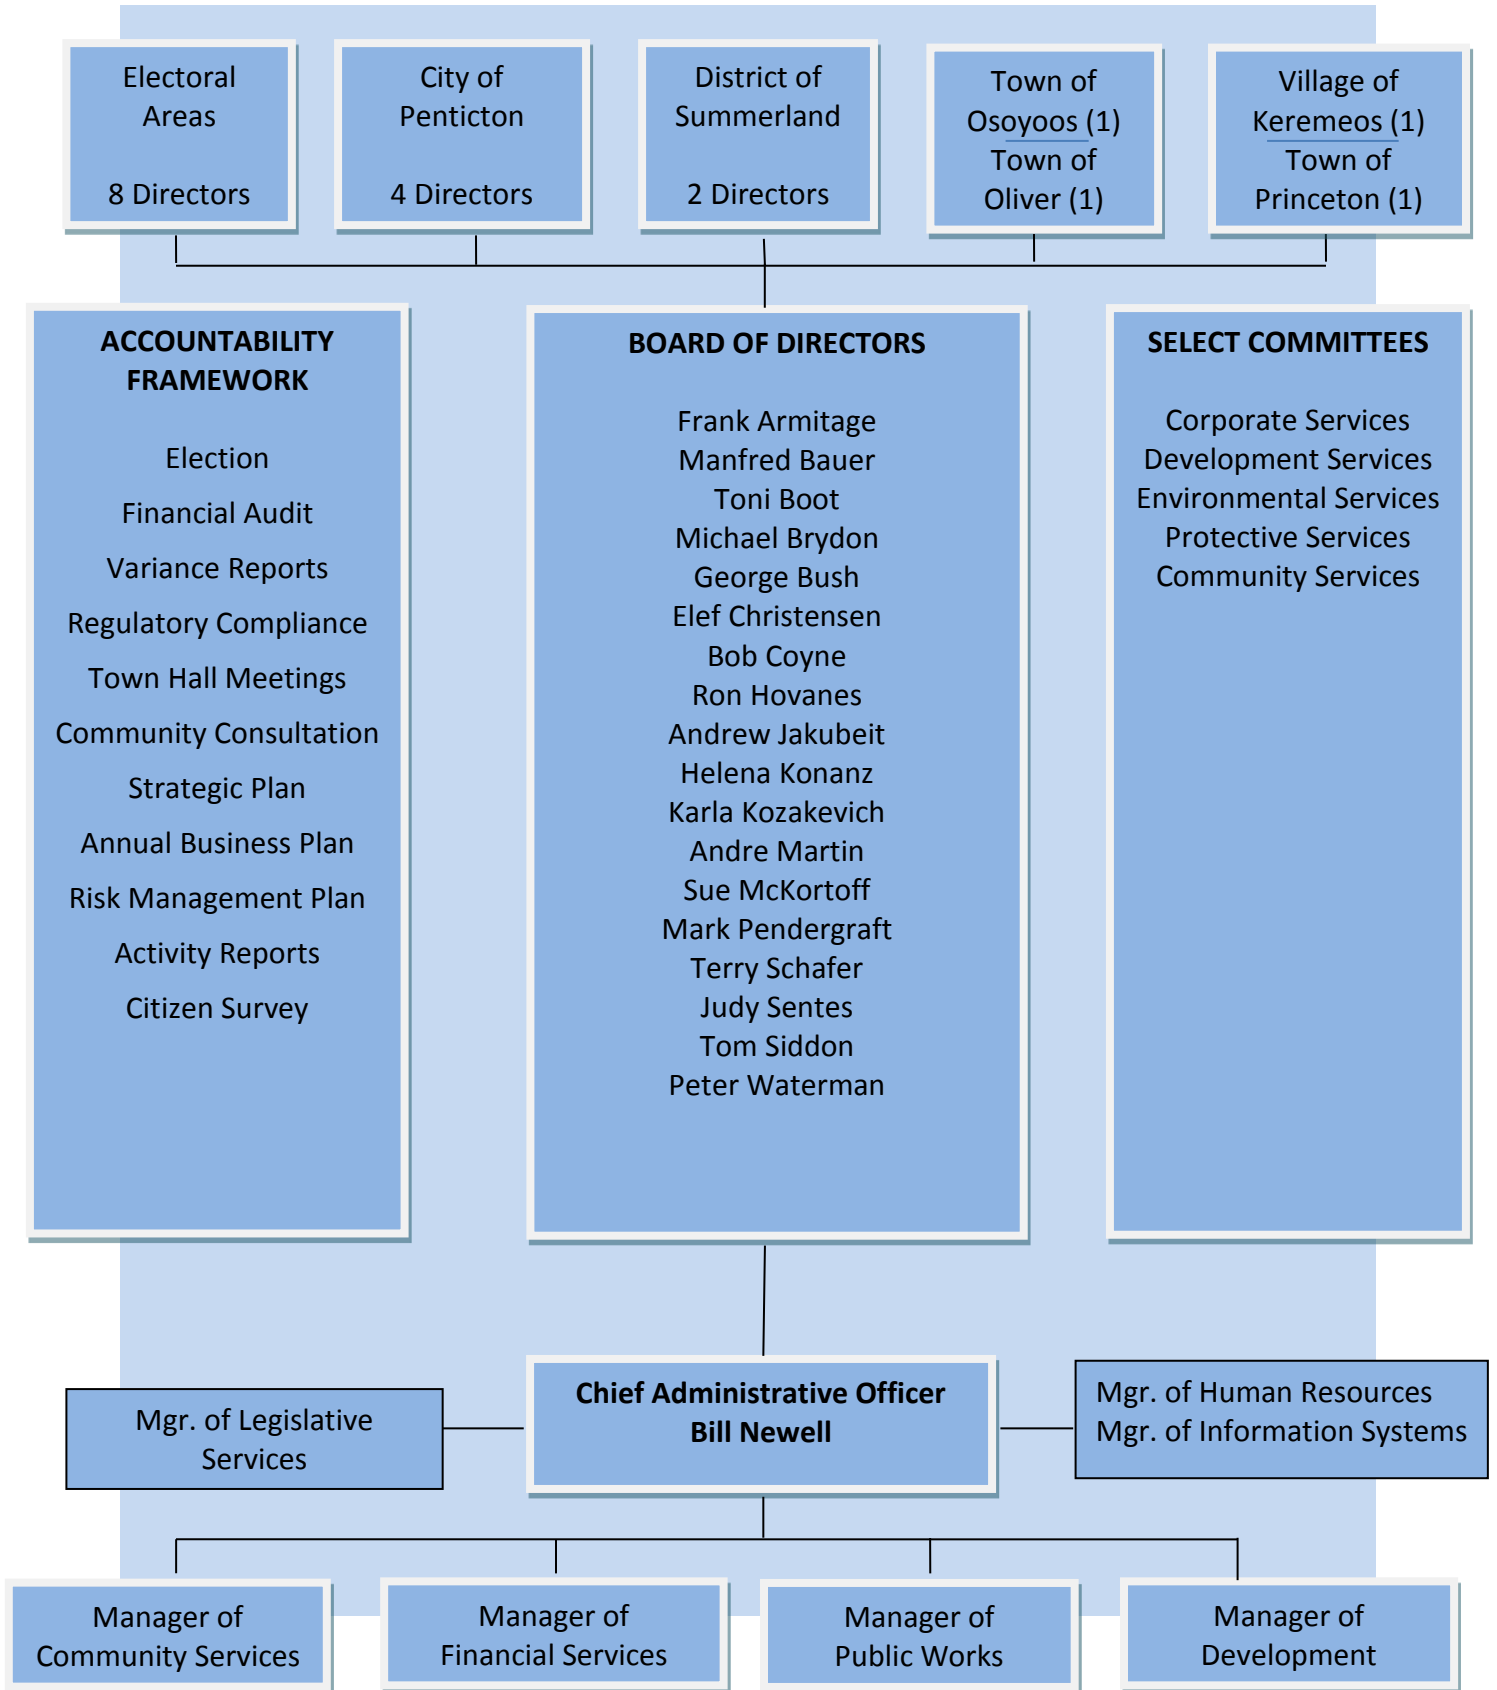 Electoral
Areas
8 Directors
City of
Penticton
4 Directors
District of
Summerland
2 Directors
Town of
Osoyoos (1)
Town of
Oliver (1)
Village of
Keremeos (1)
Town of
Princeton (1)
ACCOUNTABILITY
FRAMEWORK
Election
Financial Audit
Variance Reports
Regulatory Compliance
Town Hall Meetings
Community Consultation
Strategic Plan
Annual Business Plan
Risk Management Plan
Activity Reports
Citizen Survey
BOARD OF DIRECTORS
Frank Armitage
Manfred Bauer
Toni Boot
Michael Brydon
George Bush
Elef Christensen
Bob Coyne
Ron Hovanes
Andrew Jakubeit
Helena Konanz
Karla Kozakevich
Andre Martin
Sue McKortoff
Mark Pendergraft
Terry Schafer
Judy Sentes
Tom Siddon
Peter Waterman
SELECT COMMITTEES
Corporate Services
Development Services
Environmental Services
Protective Services
Community Services
Chief Administrative Officer
Bill Newell
Mgr. of Legislative
Services
Mgr. of Human Resources
Mgr. of Information Systems
Manager of
Community Services
Manager of
Financial Services
Manager of
Public Works
Manager of
Development